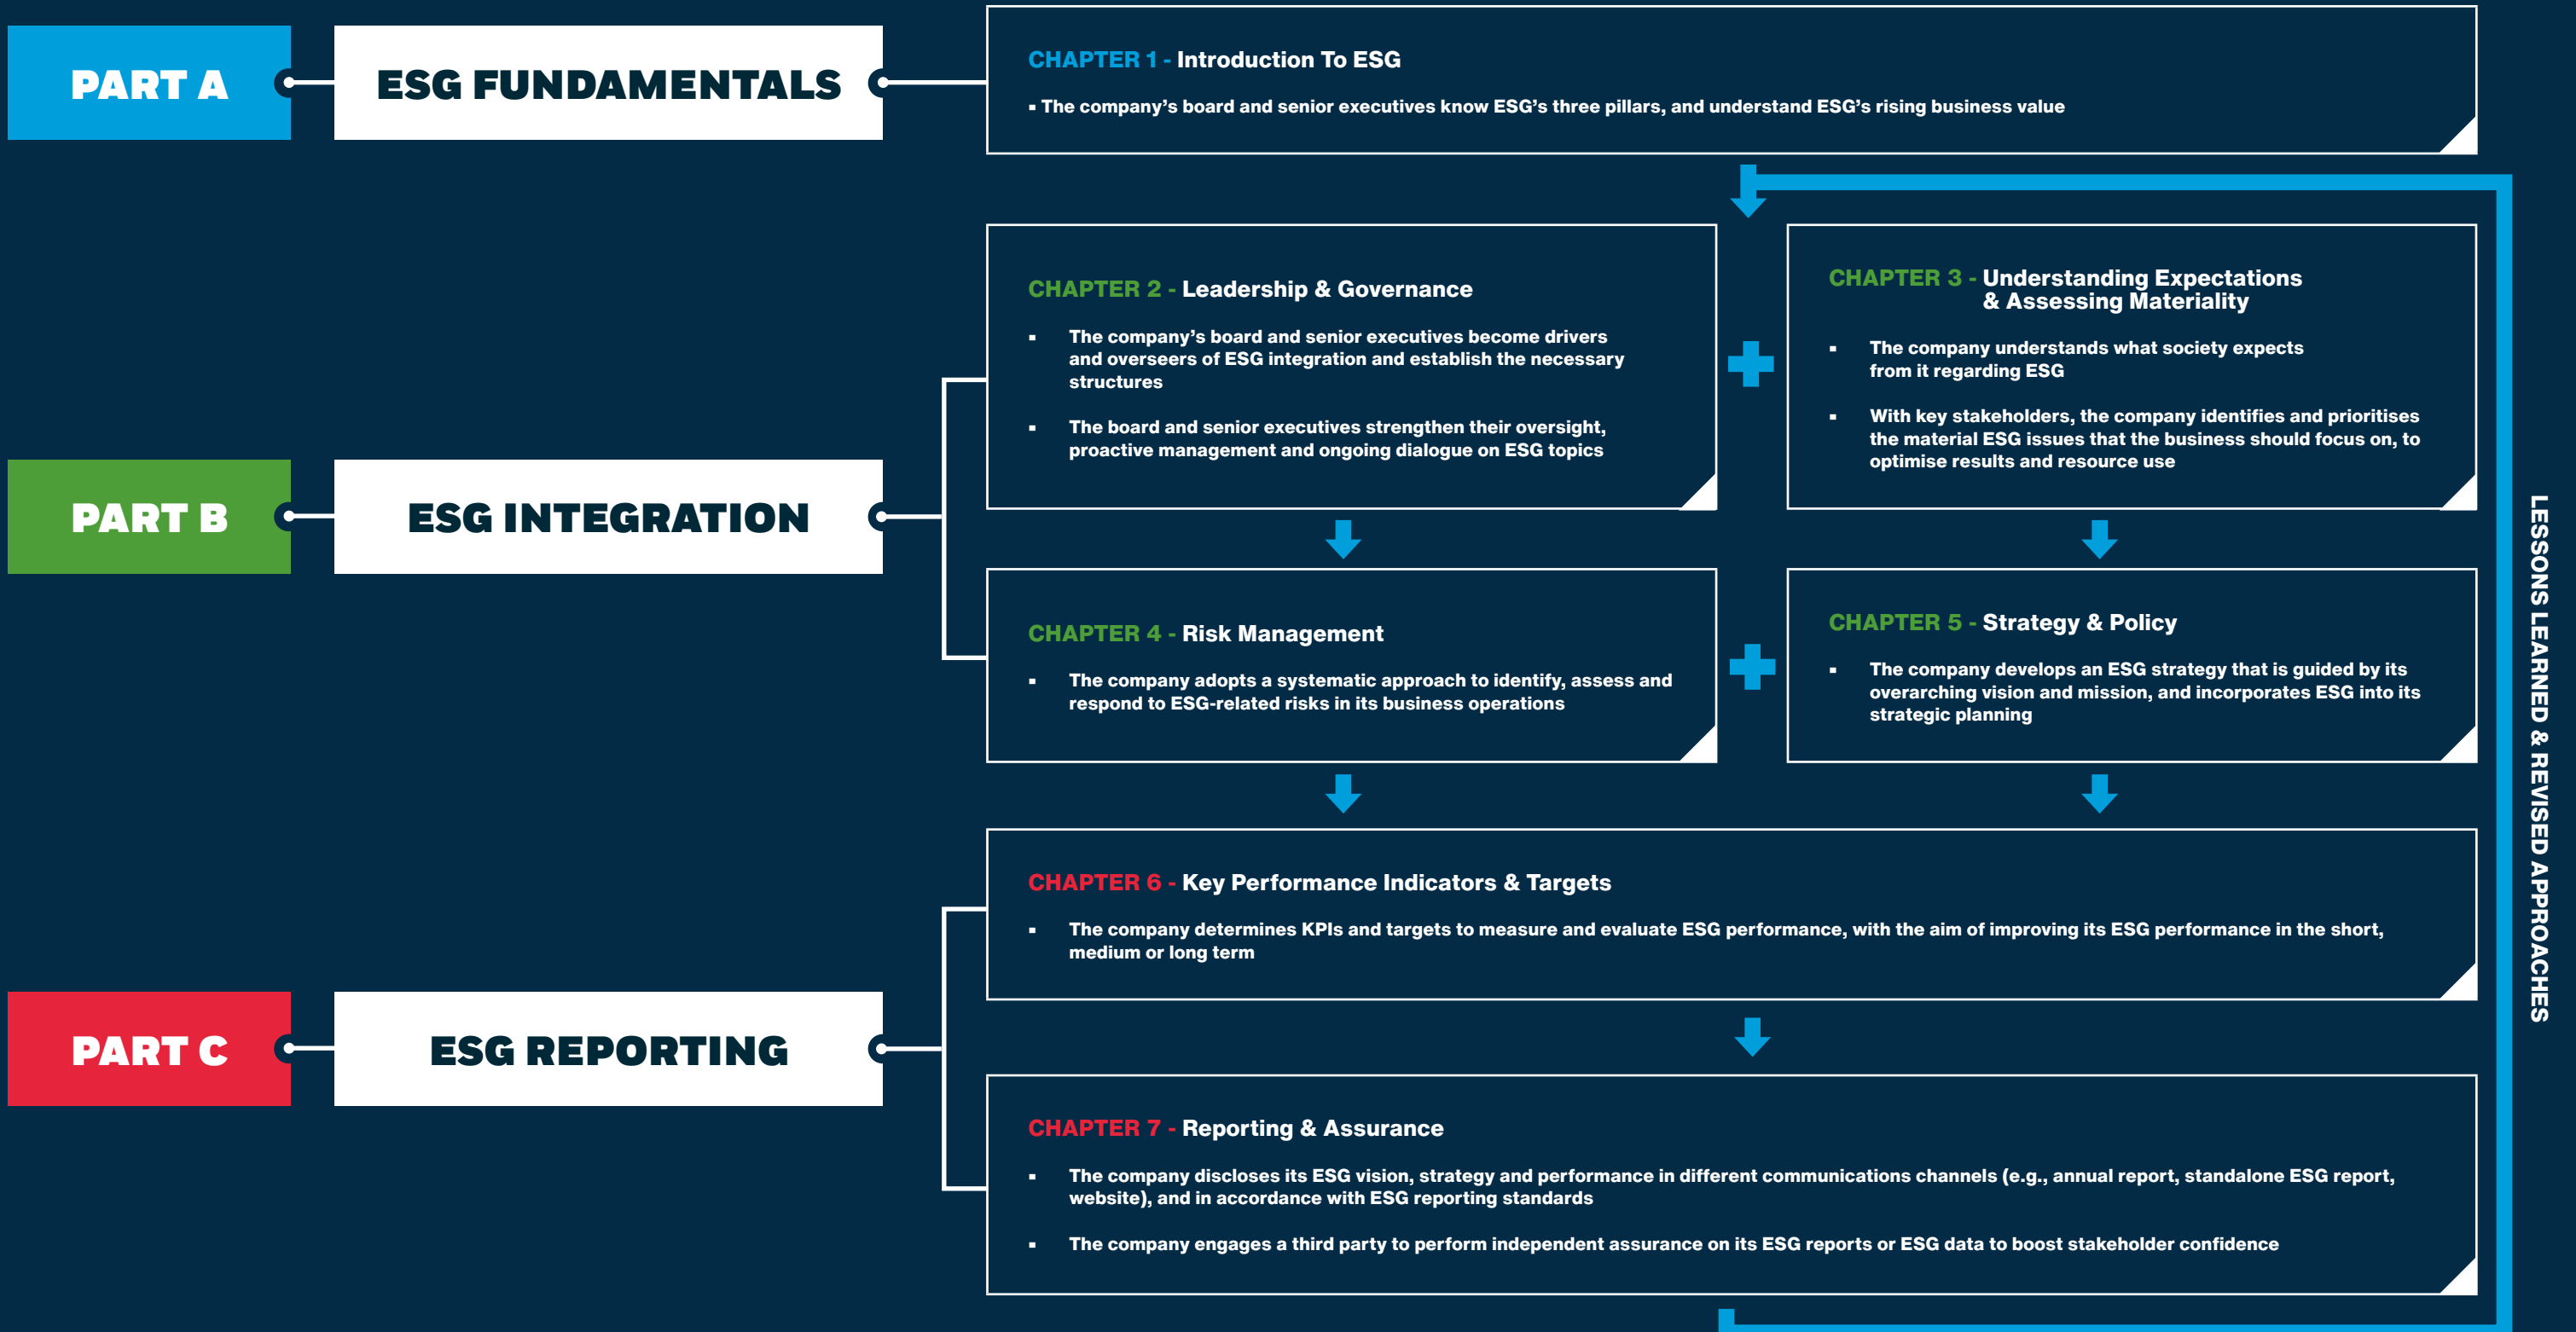 PART A
ESG FUNDAMENTALS
CHAPTER 1 - Introduction To ESG
▪ The company’s board and senior executives know ESG’s three pillars, and understand ESG’s rising business value
PART B
ESG INTEGRATION
CHAPTER 2 - Leadership & Governance
▪ The company’s board and senior executives become drivers
and overseers of ESG integration and establish the necessary
structures
▪ The board and senior executives strengthen their oversight,
proactive management and ongoing dialogue on ESG topics
CHAPTER 3 - Understanding Expectations
& Assessing Materiality
▪ The company understands what society expects
from it regarding ESG
▪ With key stakeholders, the company identifies and prioritises
the material ESG issues that the business should focus on, to
optimise results and resource use
CHAPTER 4 - Risk Management
▪ The company adopts a systematic approach to identify, assess and
respond to ESG-related risks in its business operations
CHAPTER 5 - Strategy & Policy
▪ The company develops an ESG strategy that is guided by its
overarching vision and mission, and incorporates ESG into its
strategic planning
PART C
ESG REPORTING
CHAPTER 6 - Key Performance Indicators & Targets
▪ The company determines KPIs and targets to measure and evaluate ESG performance, with the aim of improving its ESG performance in the short,
medium or long term
CHAPTER 7 - Reporting & Assurance
▪ The company discloses its ESG vision, strategy and performance in different communications channels (e.g., annual report, standalone ESG report,
website), and in accordance with ESG reporting standards
▪ The company engages a third party to perform independent assurance on its ESG reports or ESG data to boost stakeholder confidence
LESSONS LEARNED & REVISED APPROACHES